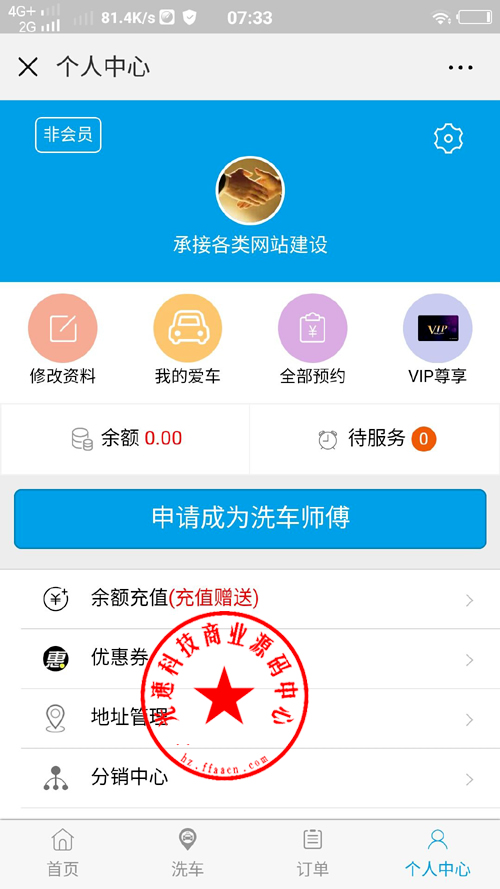 4G+
2G
81.4K/s
07:33
个人中心
非会员
承接各类网站建设
修改资料
我的爱车
全部预约
VIP
VIP尊享
余额 0.00
待服务 0
申请成为洗车师傅
余额充值(充值赠送)
惠 优惠券
地址管理
分销中心
光速科技商业源码中心
hz.ffaacn.com
首页
洗车
订单
个人中心